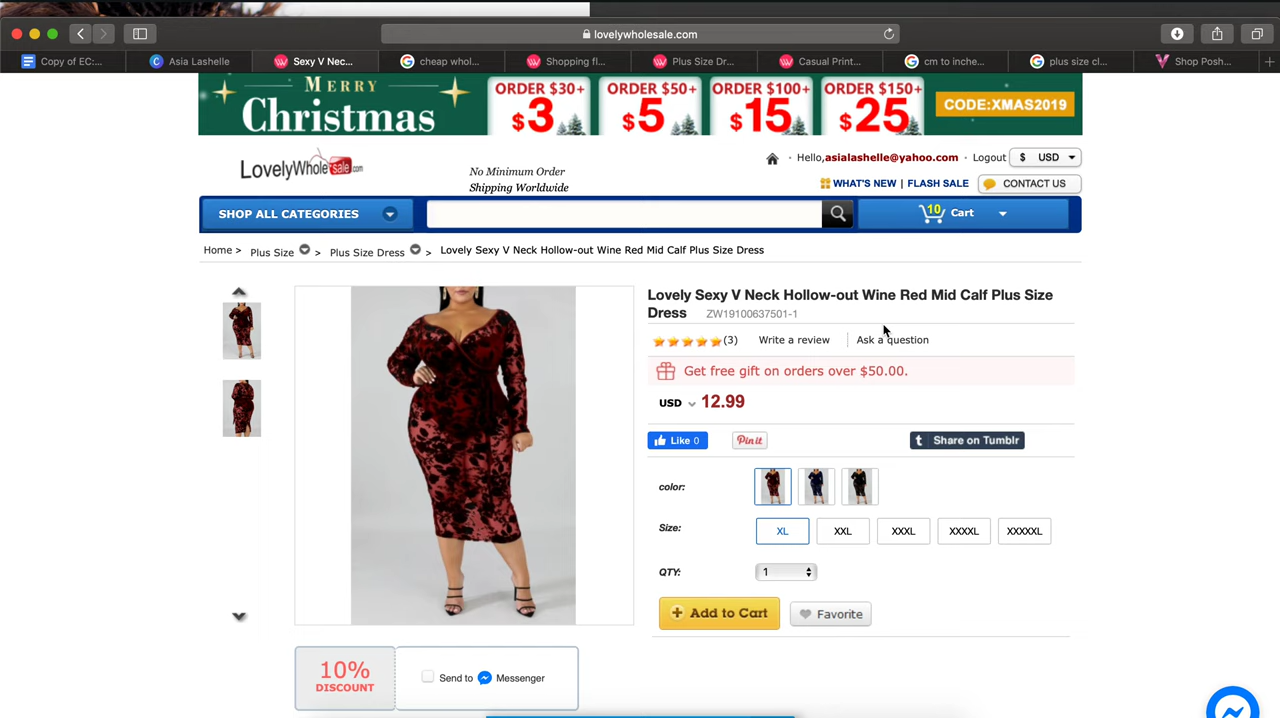 lovelywholesale.com
Copy of EC:...
Asia Lashelle
Sexy V Nec...
cheap whol...
Shopping fl...
Plus Size Dr...
Casual Print...
cm to inche...
plus size cl...
Shop Posh...
MERRY
Christmas
ORDER $30+
$3
ORDER $50+
$5
ORDER $100+
$15
ORDER $150+
$25
CODE:XMAS2019
LovelyWholesale.com
No Minimum Order
Shipping Worldwide
Hello,asialashelle@yahoo.com
Logout
$ USD
WHAT'S NEW | FLASH SALE
CONTACT US
SHOP ALL CATEGORIES
10 Cart
Home > Plus Size > Plus Size Dress > Lovely Sexy V Neck Hollow-out Wine Red Mid Calf Plus Size Dress
Lovely Sexy V Neck Hollow-out Wine Red Mid Calf Plus Size
Dress ZW19100637501-1
(3) Write a review Ask a question
Get free gift on orders over $50.00.
USD 12.99
Like 0
Pin it
t Share on Tumblr
color:
Size: XL XXL XXXL XXXXL XXXXXL
QTY: 1
+ Add to Cart
Favorite
10%
DISCOUNT
Send to Messenger